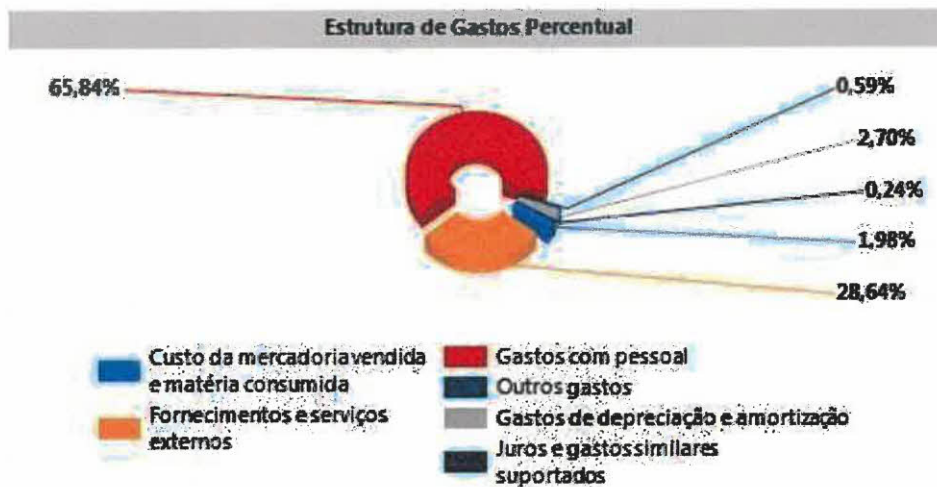 Estrutura de Gastos Percentual
65,84%
0,59%
2,70%
0,24%
1,98%
28,64%
Custo da mercadoria vendida
e matéria consumida
Fornecimentos e serviços
externos
Gastos com pessoal
Outros gastos
Gastos de depreciação e amortização
Juros e gastos similares
suportados